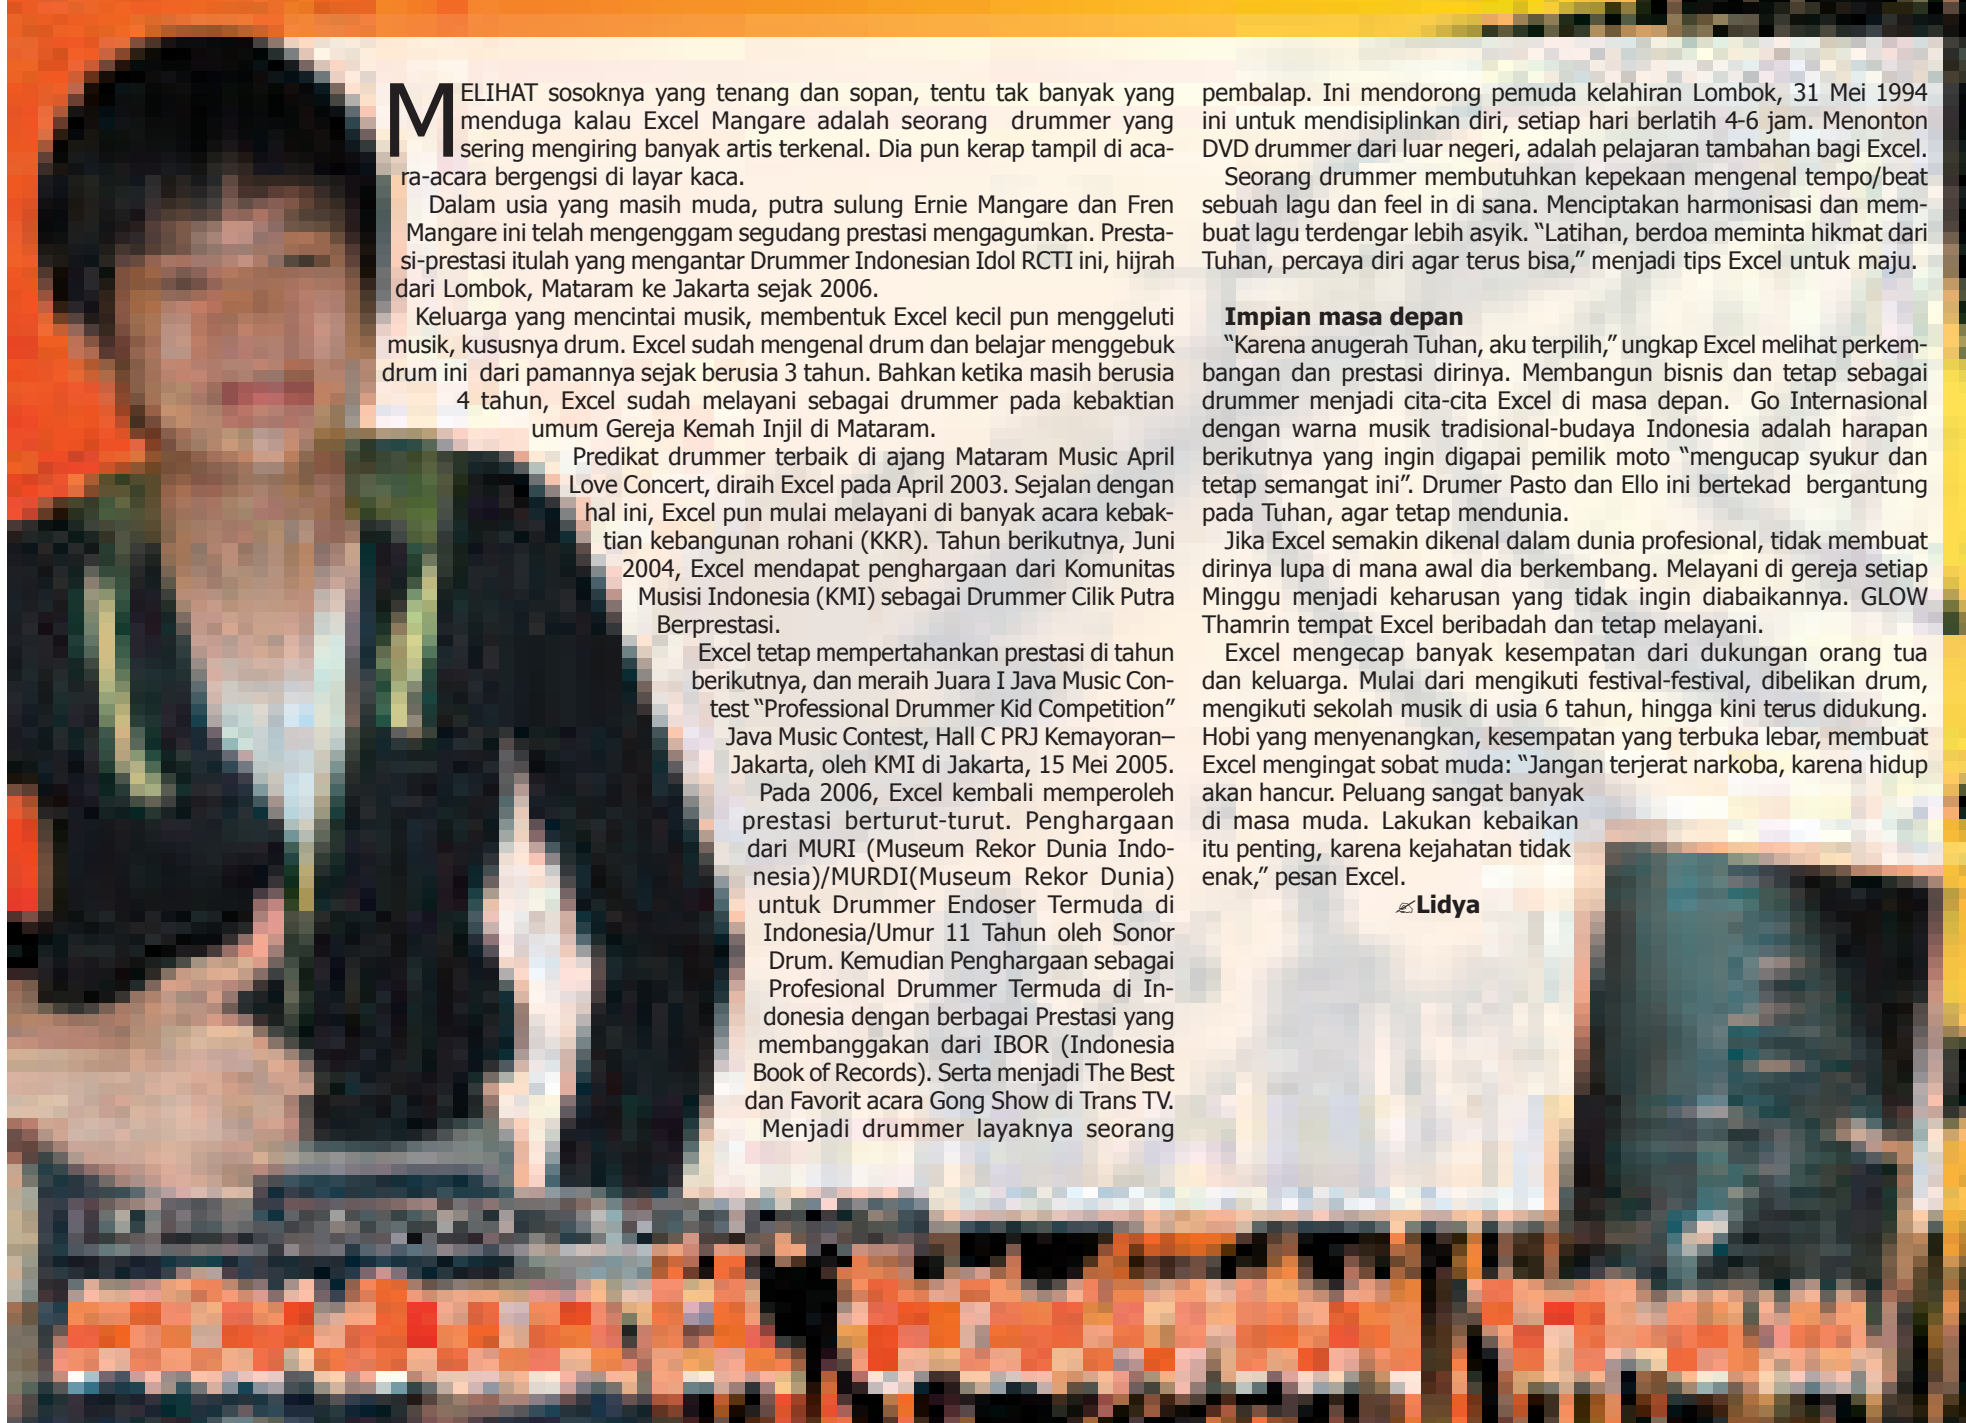 MELIHAT sosoknya yang tenang dan sopan, tentu tak banyak yang
menduga kalau Excel Mangare adalah seorang drummer yang
sering mengiring banyak artis terkenal. Dia pun kerap tampil di aca-
ra-acara bergengsi di layar kaca.
Dalam usia yang masih muda, putra sulung Ernie Mangare dan Fren
Mangare ini telah mengenggam segudang prestasi mengagumkan. Presta-
si-prestasi itulah yang mengantar Drummer Indonesian Idol RCTI ini, hijrah
dari Lombok, Mataram ke Jakarta sejak 2006.
Keluarga yang mencintai musik, membentuk Excel kecil pun menggeluti
musik, kususnya drum. Excel sudah mengenal drum dan belajar menggebuk
drum ini dari pamannya sejak berusia 3 tahun. Bahkan ketika masih berusia
4 tahun, Excel sudah melayani sebagai drummer pada kebaktian
umum Gereja Kemah Injil di Mataram.
Predikat drummer terbaik di ajang Mataram Music April
Love Concert, diraih Excel pada April 2003. Sejalan dengan
hal ini, Excel pun mulai melayani di banyak acara kebak-
tian kebangunan rohani (KKR). Tahun berikutnya, Juni
2004, Excel mendapat penghargaan dari Komunitas
Musisi Indonesia (KMI) sebagai Drummer Cilik Putra
Berprestasi.
Excel tetap mempertahankan prestasi di tahun
berikutnya, dan meraih Juara I Java Music Con-
test “Professional Drummer Kid Competition”
Java Music Contest, Hall C PRJ Kemayoran–
Jakarta, oleh KMI di Jakarta, 15 Mei 2005.
Pada 2006, Excel kembali memperoleh
prestasi berturut-turut. Penghargaan
dari MURI (Museum Rekor Dunia Indo-
nesia)/MURDI(Museum Rekor Dunia)
untuk Drummer Endoser Termuda di
Indonesia/Umur 11 Tahun oleh Sonor
Drum. Kemudian Penghargaan sebagai
Profesional Drummer Termuda di In-
donesia dengan berbagai Prestasi yang
membanggakan dari IBOR (Indonesia
Book of Records). Serta menjadi The Best
dan Favorit acara Gong Show di Trans TV.
Menjadi drummer layaknya seorang
pembalap. Ini mendorong pemuda kelahiran Lombok, 31 Mei 1994
ini untuk mendisiplinkan diri, setiap hari berlatih 4-6 jam. Menonton
DVD drummer dari luar negeri, adalah pelajaran tambahan bagi Excel.
Seorang drummer membutuhkan kepekaan mengenal tempo/beat
sebuah lagu dan feel in di sana. Menciptakan harmonisasi dan mem-
buat lagu terdengar lebih asyik. “Latihan, berdoa meminta hikmat dari
Tuhan, percaya diri agar terus bisa,” menjadi tips Excel untuk maju.
Impian masa depan
“Karena anugerah Tuhan, aku terpilih,” ungkap Excel melihat perkem-
bangan dan prestasi dirinya. Membangun bisnis dan tetap sebagai
drummer menjadi cita-cita Excel di masa depan. Go Internasional
dengan warna musik tradisional-budaya Indonesia adalah harapan
berikutnya yang ingin digapai pemilik moto “mengucap syukur dan
tetap semangat ini”. Drumer Pasto dan Ello ini bertekad bergantung
pada Tuhan, agar tetap mendunia.
Jika Excel semakin dikenal dalam dunia profesional, tidak membuat
dirinya lupa di mana awal dia berkembang. Melayani di gereja setiap
Minggu menjadi keharusan yang tidak ingin diabaikannya. GLOW
Thamrin tempat Excel beribadah dan tetap melayani.
Excel mengecap banyak kesempatan dari dukungan orang tua
dan keluarga. Mulai dari mengikuti festival-festival, dibelikan drum,
mengikuti sekolah musik di usia 6 tahun, hingga kini terus didukung.
Hobi yang menyenangkan, kesempatan yang terbuka lebar, membuat
Excel mengingat sobat muda: “Jangan terjerat narkoba, karena hidup
akan hancur. Peluang sangat banyak
di masa muda. Lakukan kebaikan
itu penting, karena kejahatan tidak
enak,” pesan Excel.
✍Lidya